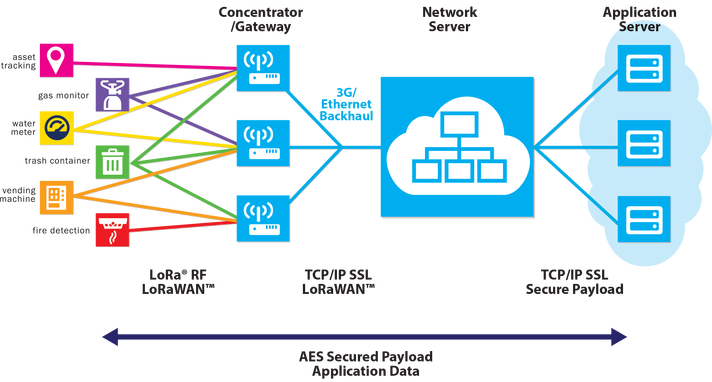 Concentrator
/Gateway
Network
Server
Application
Server
asset
tracking
gas monitor
water
meter
trash container
vending
machine
fire detection
3G/
Ethernet
Backhaul
LoRa® RF
LoRaWAN™
TCP/IP SSL
LoRaWAN™
TCP/IP SSL
Secure Payload
AES Secured Payload
Application Data